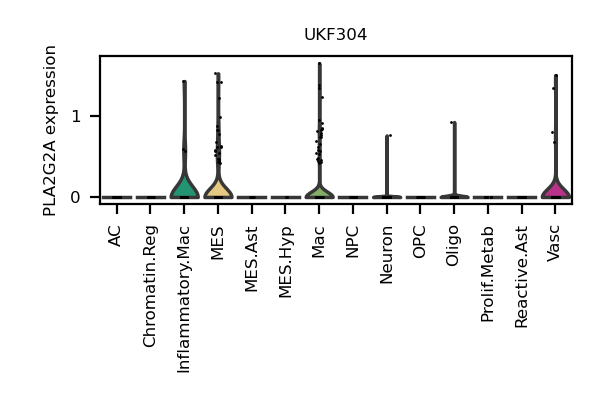 UKF304
PLA2G2A expression
1
0
AC
Chromatin.Reg
Inflammatory.Mac
MES
MES.Ast
MES.Hyp
Mac
NPC
Neuron
OPC
Oligo
Prolif.Metab
Reactive.Ast
Vasc